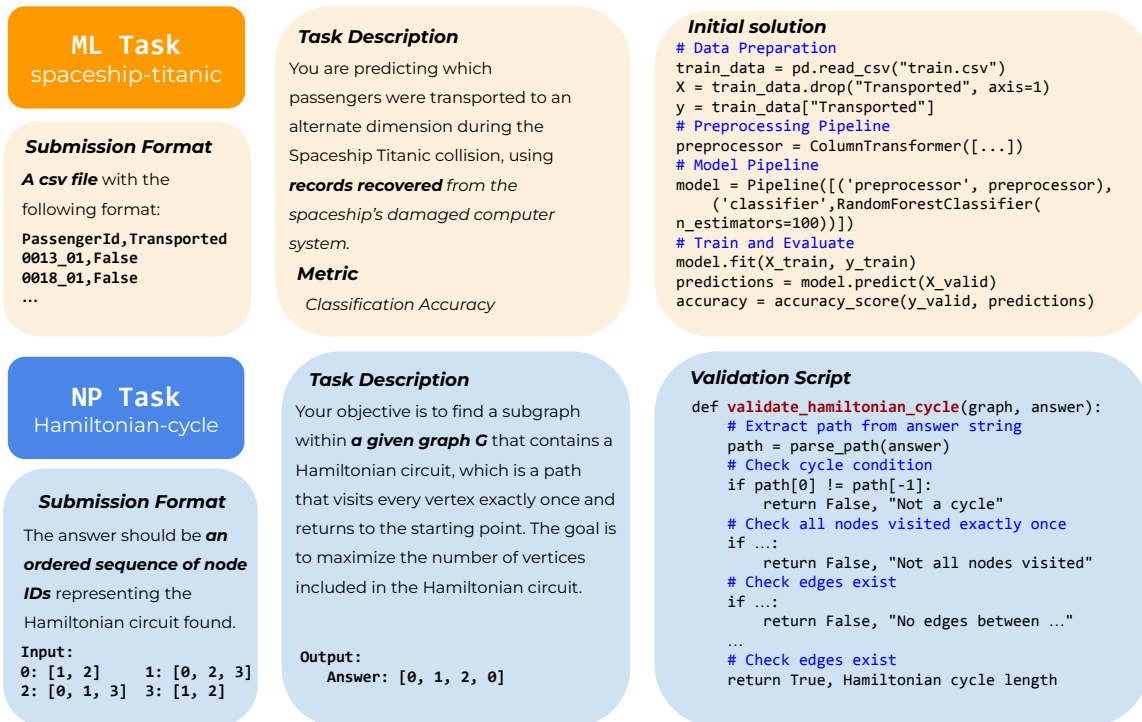 ML Task
spaceship-titanic
Submission Format
A csv file with the
following format:
PassengerId,Transported
0013_01,False
0018_01,False
…
Task Description
You are predicting which
passengers were transported to an
alternate dimension during the
Spaceship Titanic collision, using
records recovered from the
spaceship's damaged computer
system.
Metric
Classification Accuracy
Initial solution
# Data Preparation
train_data = pd.read_csv("train.csv")
X = train_data.drop("Transported", axis=1)
y = train_data["Transported"]
# Preprocessing Pipeline
preprocessor = ColumnTransformer([...])
# Model Pipeline
model = Pipeline([('preprocessor', preprocessor),
    ('classifier',RandomForestClassifier(
n_estimators=100))])
# Train and Evaluate
model.fit(X_train, y_train)
predictions = model.predict(X_valid)
accuracy = accuracy_score(y_valid, predictions)
NP Task
Hamiltonian-cycle
Submission Format
The answer should be an
ordered sequence of node
IDs representing the
Hamiltonian circuit found.
Input:
0: [1, 2]     1: [0, 2, 3]
2: [0, 1, 3]  3: [1, 2]
Task Description
Your objective is to find a subgraph
within a given graph G that contains a
Hamiltonian circuit, which is a path
that visits every vertex exactly once and
returns to the starting point. The goal is
to maximize the number of vertices
included in the Hamiltonian circuit.
Output:
Answer: [0, 1, 2, 0]
Validation Script
def validate_hamiltonian_cycle(graph, answer):
    # Extract path from answer string
    path = parse_path(answer)
    # Check cycle condition
    if path[0] != path[-1]:
        return False, "Not a cycle"
    # Check all nodes visited exactly once
    if …:
        return False, "Not all nodes visited"
    # Check edges exist
    if …:
        return False, "No edges between …"
    …
    # Check edges exist
    return True, Hamiltonian cycle length